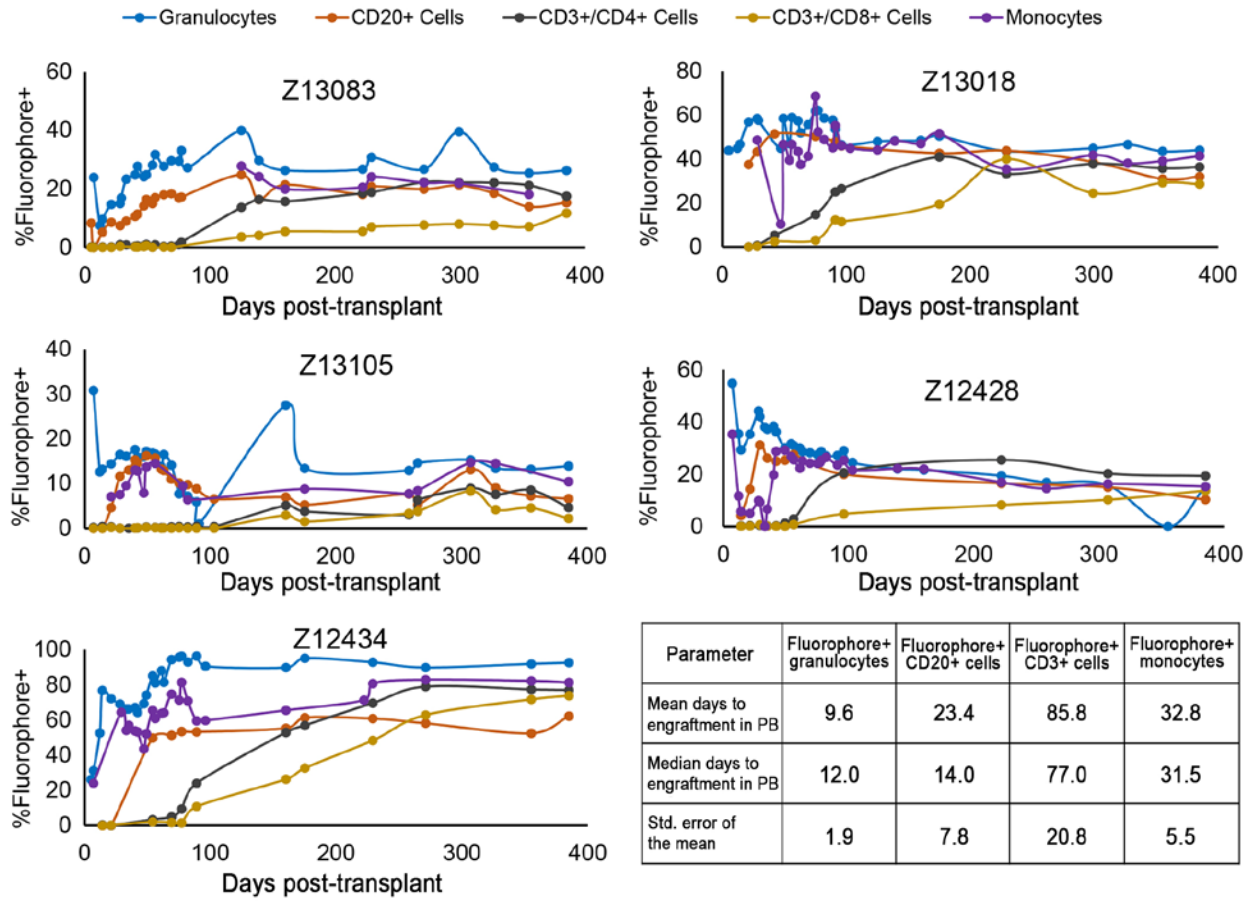 Granulocytes CD20+ Cells CD3+/CD4+ Cells CD3+/CD8+ Cells Monocytes
Z13083
%Fluorophore+
60
40
20
0
0 100 200 300 400
Days post-transplant
Z13018
%Fluorophore+
80
60
40
20
0
0 100 200 300 400
Days post-transplant
Z13105
%Fluorophore+
40
30
20
10
0
0 100 200 300 400
Days post-transplant
Z12428
%Fluorophore+
60
40
20
0
0 100 200 300 400
Days post-transplant
Z12434
%Fluorophore+
100
80
60
40
20
0
0 100 200 300 400
Days post-transplant
Parameter
Fluorophore+
granulocytes
Fluorophore+
CD20+ cells
Fluorophore+
CD3+ cells
Fluorophore+
monocytes
Mean days to
engraftment in PB
9.6 23.4 85.8 32.8
Median days to
engraftment in PB
12.0 14.0 77.0 31.5
Std. error of
the mean
1.9 7.8 20.8 5.5